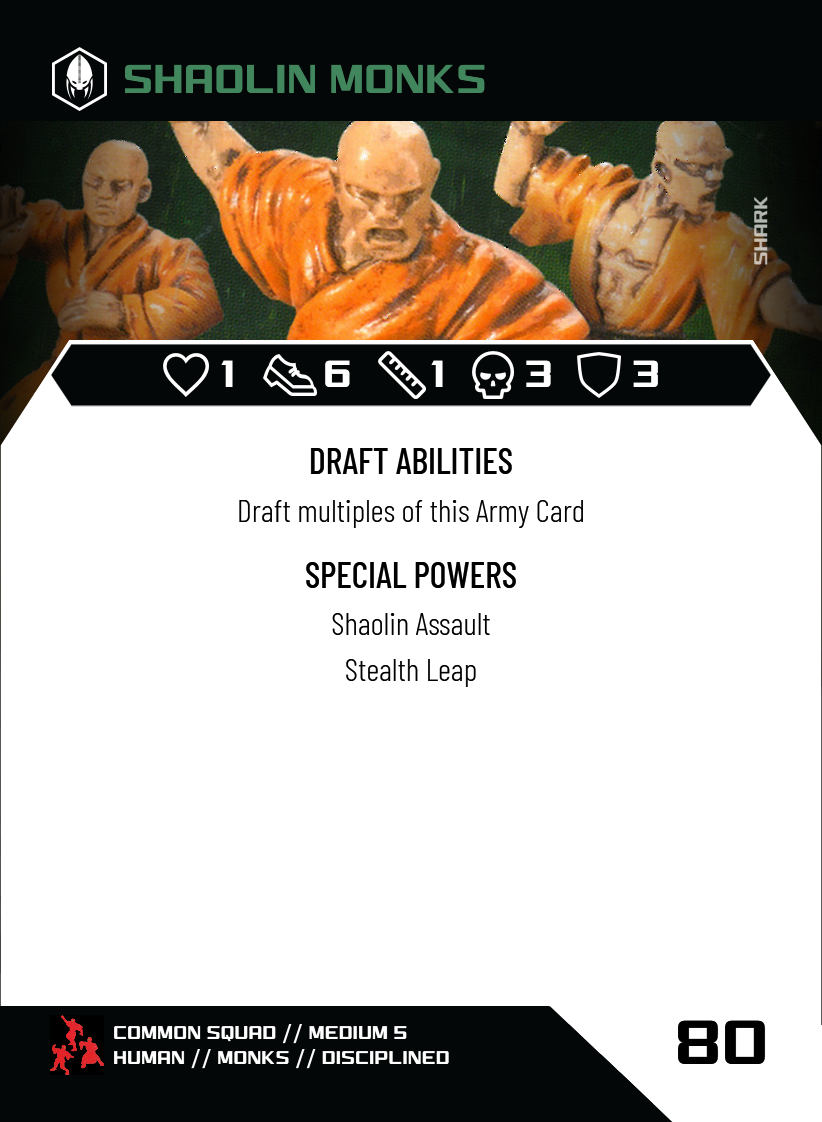 SHAOLIN MONKS
SHARK
1 6 1 3 3
DRAFT ABILITIES
Draft multiples of this Army Card
SPECIAL POWERS
Shaolin Assault
Stealth Leap
COMMON SQUAD // MEDIUM 5
HUMAN // MONKS // DISCIPLINED
80